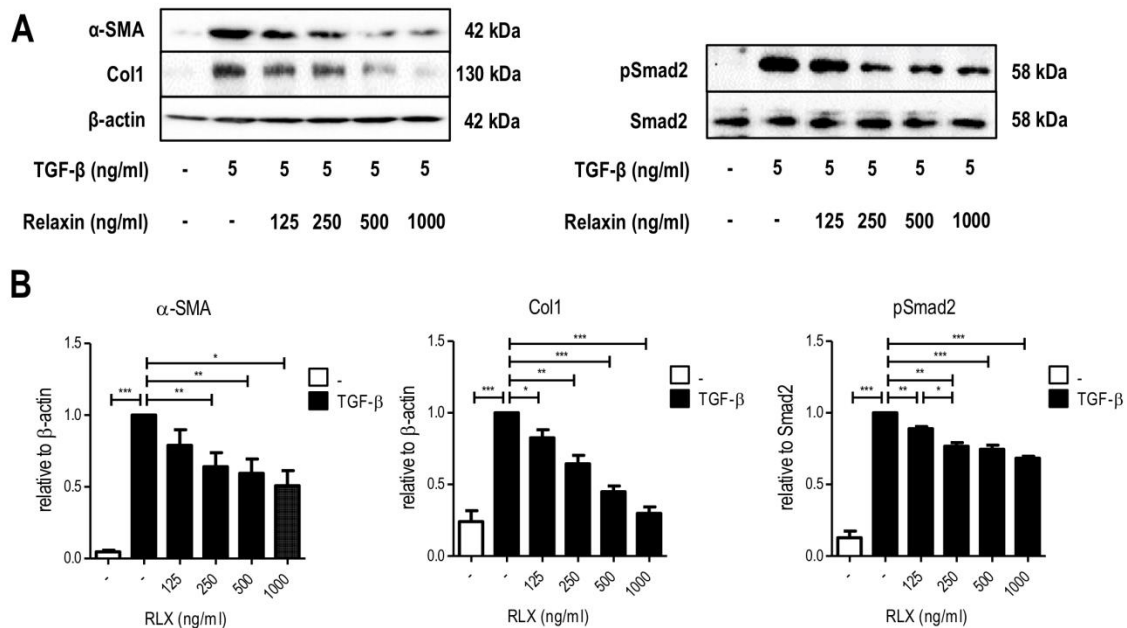 A
α-SMA 42 kDa
Col1 130 kDa
β-actin 42 kDa
TGF-β (ng/ml) - 5 5 5 5 5
Relaxin (ng/ml) - - 125 250 500 1000
pSmad2 58 kDa
Smad2 58 kDa
TGF-β (ng/ml) - 5 5 5 5 5
Relaxin (ng/ml) - - 125 250 500 1000
B
α-SMA
relative to β-actin
1.5
1.0
0.5
0.0
*
**
*** **
-
TGF-β
- - 125 250 500 1000
RLX (ng/ml)
Col1
relative to β-actin
1.5
1.0
0.5
0.0
***
***
**
*** *
-
TGF-β
- - 125 250 500 1000
RLX (ng/ml)
pSmad2
relative to Smad2
1.5
1.0
0.5
0.0
***
***
**
*** ** *
-
TGF-β
- - 125 250 500 1000
RLX (ng/ml)